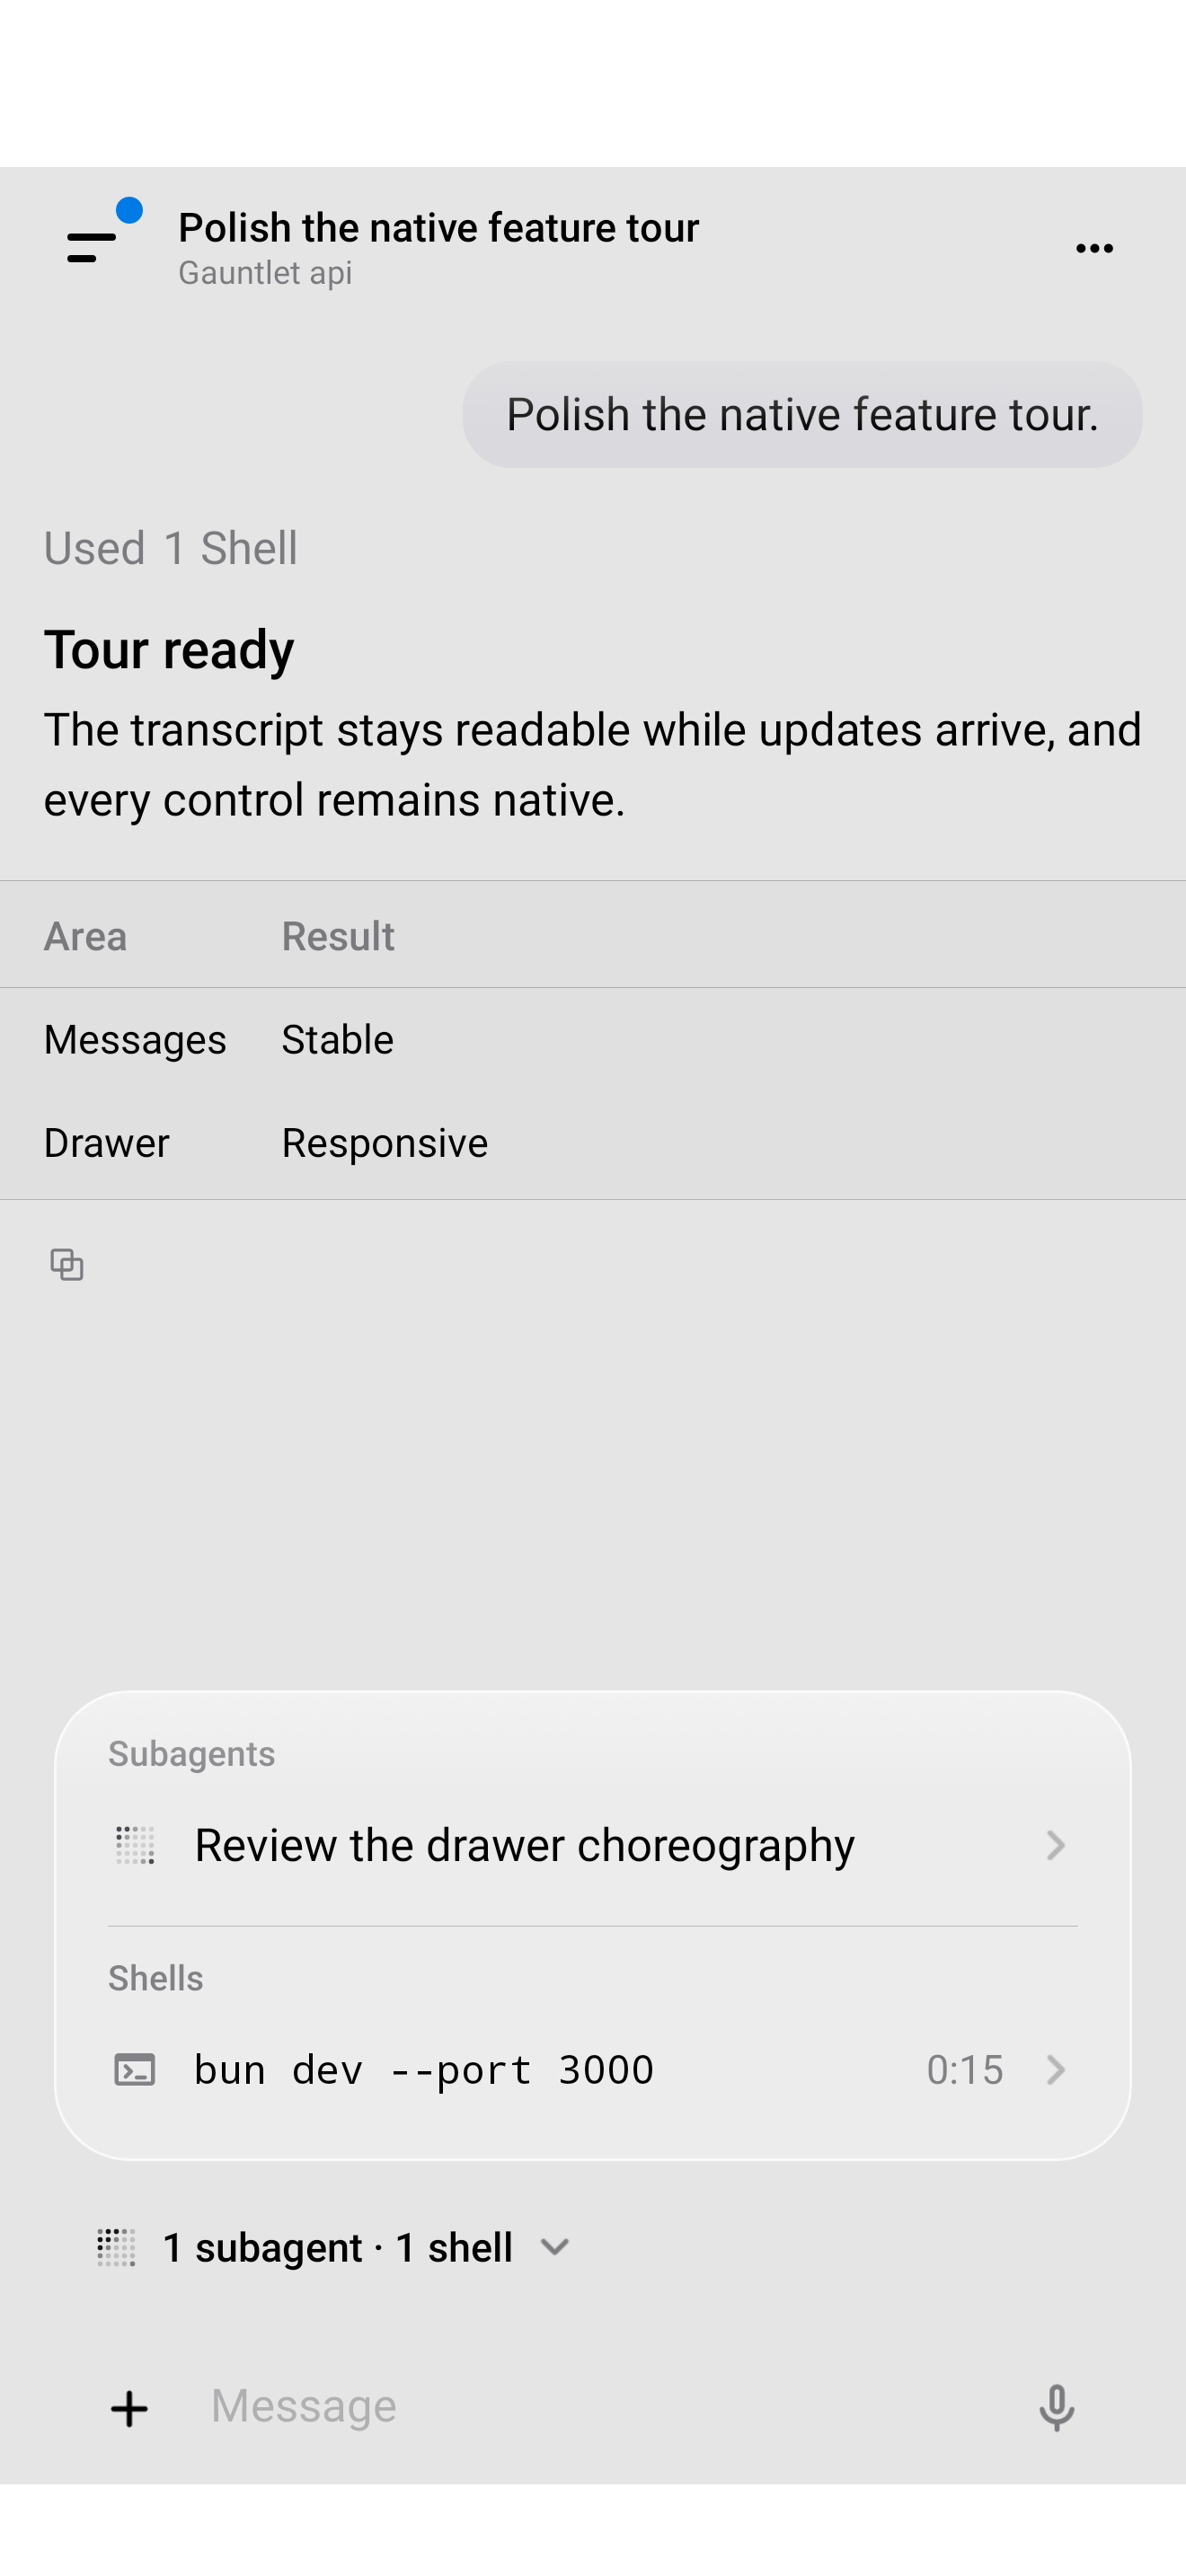 Polish the native feature tour
Gauntlet api
Polish the native feature tour.
Used 1 Shell
Tour ready
The transcript stays readable while updates arrive, and
every control remains native.
Area Result
Messages Stable
Drawer Responsive
Subagents
Review the drawer choreography
Shells
bun dev --port 3000 0:15
1 subagent · 1 shell
Message